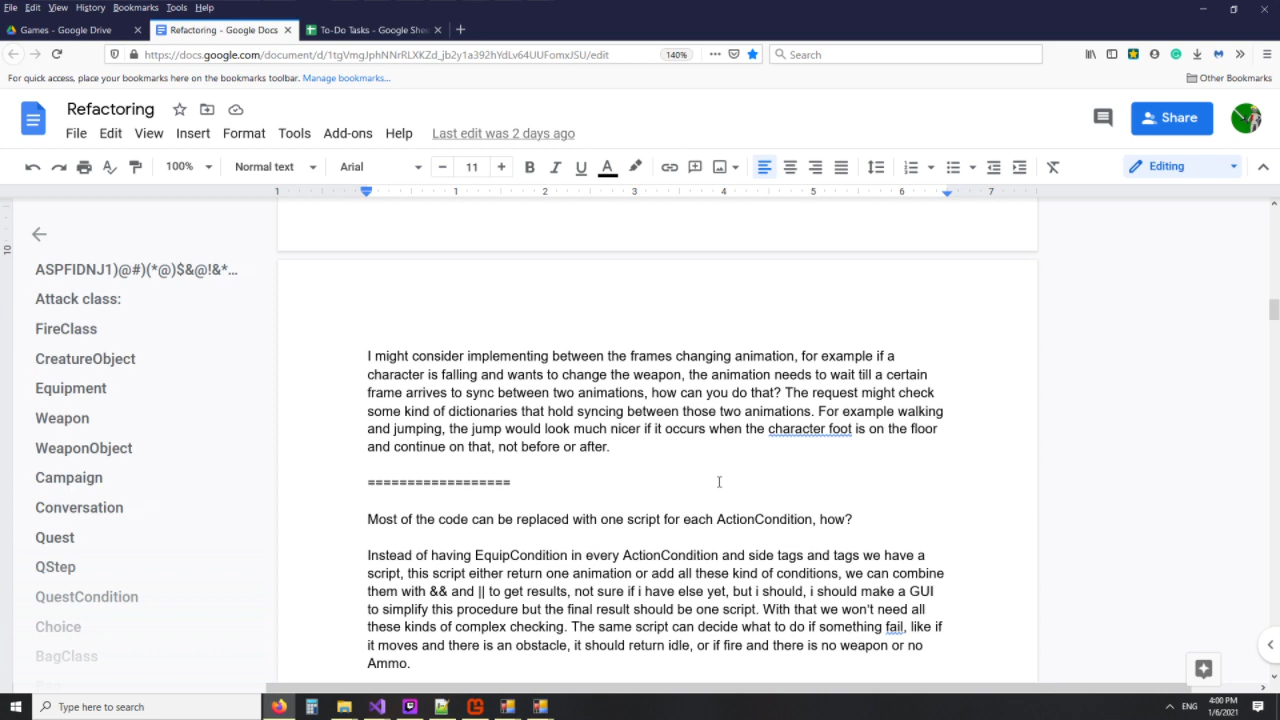 File Edit View History Bookmarks Tools Help
Games - Google Drive
Refactoring - Google Docs
To-Do Tasks - Google She
https://docs.google.com/document/d/1tgVmgJphNNrRLXKZd_jb2y1a392hYdLv64UUFomxJSU/edit
140%
Search
For quick access, place your bookmarks here on the bookmarks toolbar. Manage bookmarks...
Other Bookmarks
Refactoring
File Edit View Insert Format Tools Add-ons Help Last edit was 2 days ago
Share
100% Normal text Arial 11
Editing
1 1 2 3 4 5 6 7
10
ASPFIDNJ1)@#)(*@)$&@!&*...
Attack class:
FireClass
CreatureObject
Equipment
Weapon
WeaponObject
Campaign
Conversation
Quest
QStep
QuestCondition
Choice
BagClass
Bag
I might consider implementing between the frames changing animation, for example if a
character is falling and wants to change the weapon, the animation needs to wait till a certain
frame arrives to sync between two animations, how can you do that? The request might check
some kind of dictionaries that hold syncing between those two animations. For example walking
and jumping, the jump would look much nicer if it occurs when the character foot is on the floor
and continue on that, not before or after.
==================
Most of the code can be replaced with one script for each ActionCondition, how?
Instead of having EquipCondition in every ActionCondition and side tags and tags we have a
script, this script either return one animation or add all these kind of conditions, we can combine
them with && and || to get results, not sure if i have else yet, but i should, i should make a GUI
to simplify this procedure but the final result should be one script. With that we won't need all
these kinds of complex checking. The same script can decide what to do if something fail, like if
it moves and there is an obstacle, it should return idle, or if fire and there is no weapon or no
Ammo.
Type here to search
ENG
4:00 PM
1/6/2021